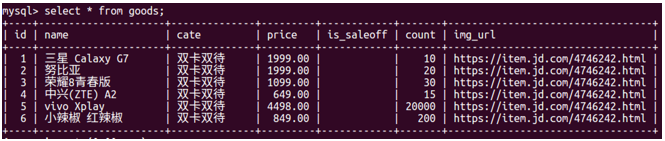 mysql> select * from goods;
+----+------------------+--------------+---------+------------+-------+----------------------------------+
| id | name | cate | price | is_saleoff | count | img_url |
+----+------------------+--------------+---------+------------+-------+----------------------------------+
| 1 | 三星 Calaxy G7 | 双卡双待 | 1999.00 | | 10 | https://item.jd.com/4746242.html |
| 2 | 努比亚 | 双卡双待 | 1999.00 | | 20 | https://item.jd.com/4746242.html |
| 3 | 荣耀8青春版 | 双卡双待 | 1099.00 | | 30 | https://item.jd.com/4746242.html |
| 4 | 中兴(ZTE) A2 | 双卡双待 | 649.00 | | 15 | https://item.jd.com/4746242.html |
| 5 | vivo Xplay | 双卡双待 | 4498.00 | | 20000 | https://item.jd.com/4746242.html |
| 6 | 小辣椒 红辣椒 | 双卡双待 | 849.00 | | 200 | https://item.jd.com/4746242.html |
+----+------------------+--------------+---------+------------+-------+----------------------------------+